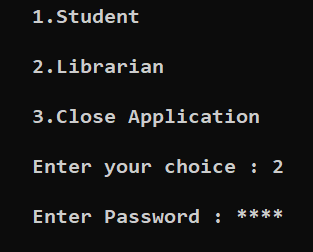 1.Student
2.Librarian
3.Close Application
Enter your choice : 2
Enter Password : ****